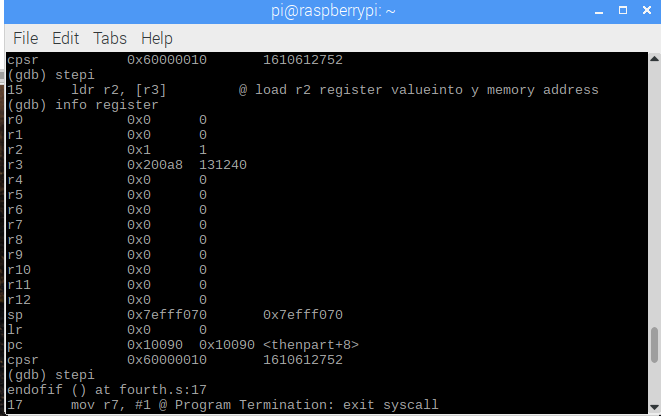 pi@raspberrypi: ~
File Edit Tabs Help
cpsr 0x60000010 1610612752
(gdb) stepi
15 ldr r2, [r3] @ load r2 register valueinto y memory address
(gdb) info register
r0 0x0 0
r1 0x0 0
r2 0x1 1
r3 0x200a8 131240
r4 0x0 0
r5 0x0 0
r6 0x0 0
r7 0x0 0
r8 0x0 0
r9 0x0 0
r10 0x0 0
r11 0x0 0
r12 0x0 0
sp 0x7efff070 0x7efff070
lr 0x0 0
pc 0x10090 0x10090 <thenpart+8>
cpsr 0x60000010 1610612752
(gdb) stepi
endofif () at fourth.s:17
17 mov r7, #1 @ Program Termination: exit syscall